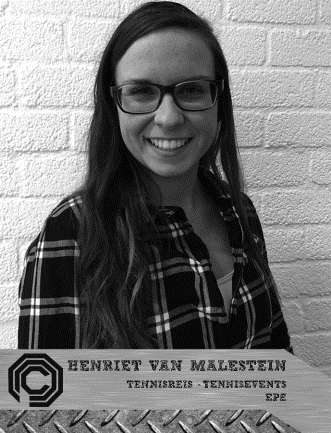 HENRIET VAN MALESTEIN
TENNISREIS - TENNISEVENTS
EPE